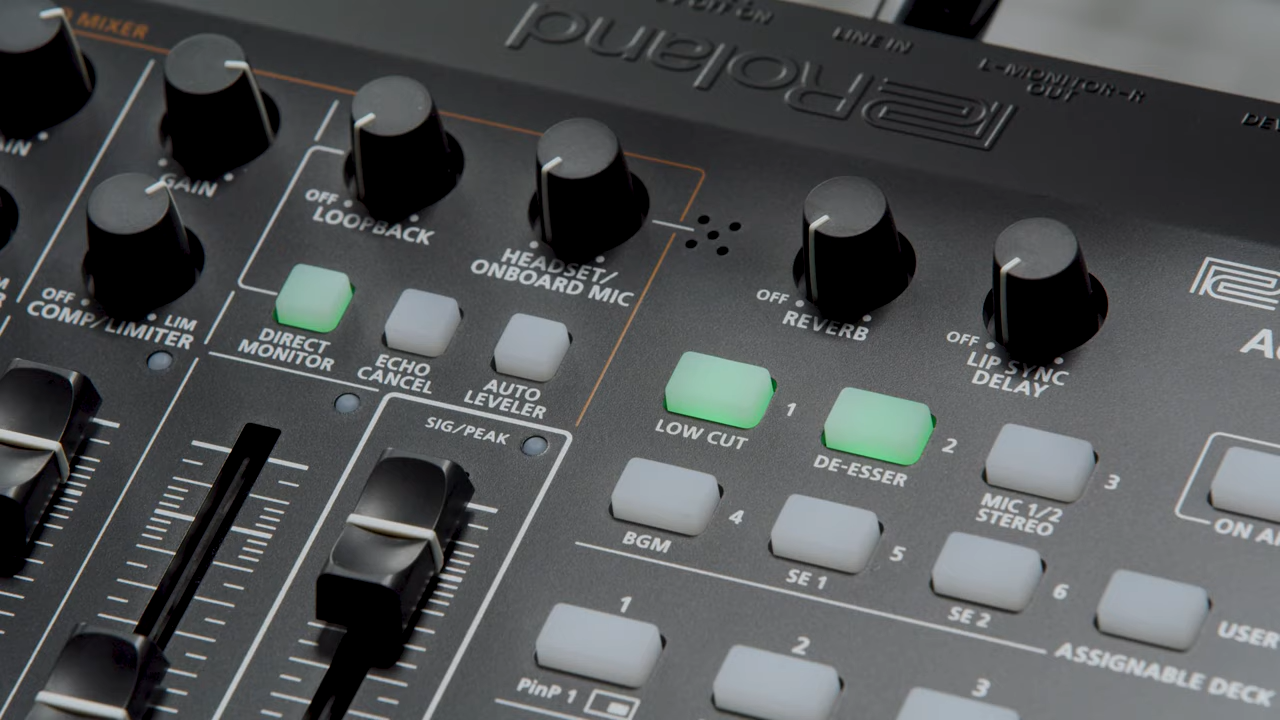 MIXER
Roland
LINE IN
L-MONITOR-R
OUT
GAIN
OFF
LOOPBACK
HEADSET/
ONBOARD MIC
OFF
REVERB
OFF
LIP SYNC
DELAY
OFF
LIM
COMP/LIMITER
DIRECT
MONITOR
ECHO
CANCEL
AUTO
LEVELER
SIG/PEAK
LOW CUT
1
DE-ESSER
2
MIC 1/2
STEREO
3
BGM
4
SE 1
5
SE 2
6
ON AI
USER
ASSIGNABLE DECK
1
PinP 1
2
3